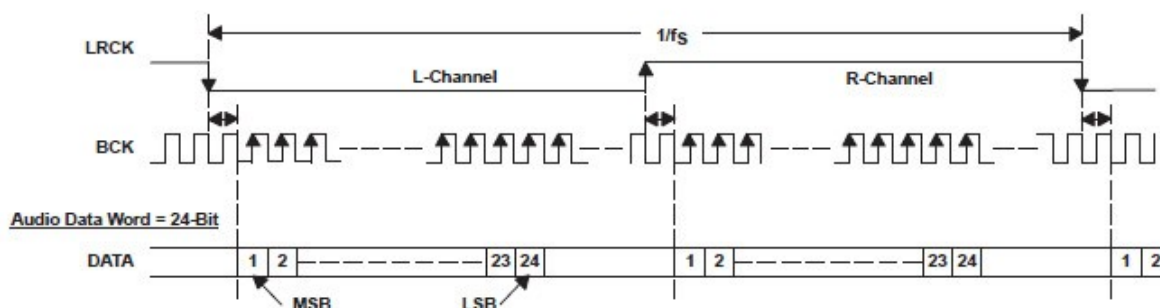 1/fS
LRCK
L-Channel
R-Channel
BCK
Audio Data Word = 24-Bit
DATA
1 2 23 24 1 2 23 24 1 2
MSB LSB